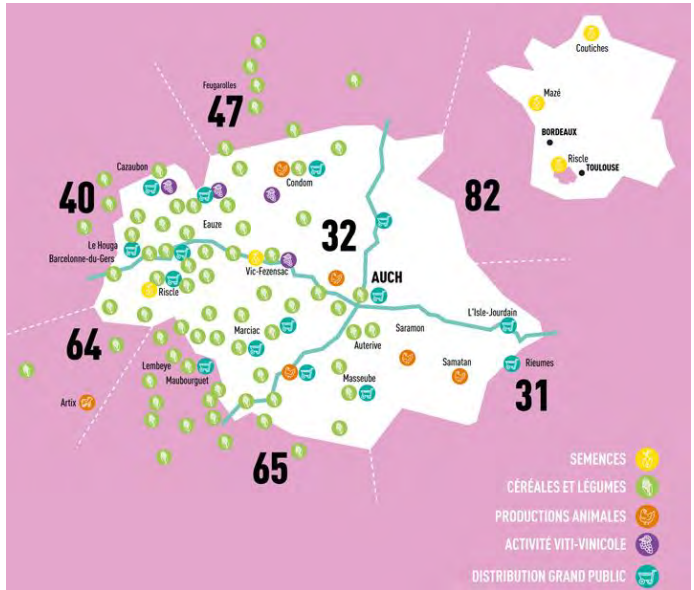 Coutiches
Feugarolles
47
Mazé
BORDEAUX
Riscle
TOULOUSE
Cazaubon
Condom
40
82
Eauze
32
Le Houga
Barcelonne-du-Gers
Vic-Fezensac
AUCH
Riscle
L'Isle-Jourdain
Marciac
Saramon
64
Auterive
Lembeye
Maubourguet
Samatan
Rieumes
Masseube
31
Artix
65
SEMENCES
CÉRÉALES ET LÉGUMES
PRODUCTIONS ANIMALES
ACTIVITÉ VITI-VINICOLE
DISTRIBUTION GRAND PUBLIC